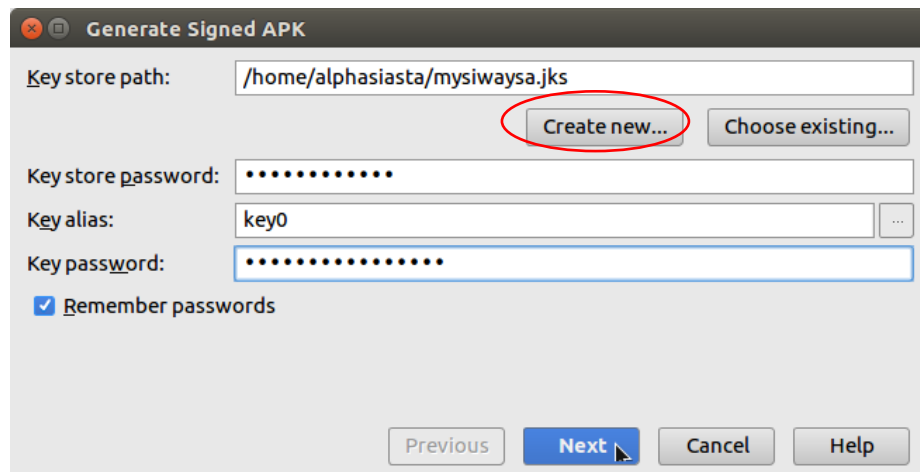 Generate Signed APK
Key store path: /home/alphasiasta/mysiwaysa.jks
Create new... Choose existing...
Key store password: ••••••••••••
Key alias: key0 ...
Key password: ••••••••••••••••
Remember passwords
Previous Next Cancel Help